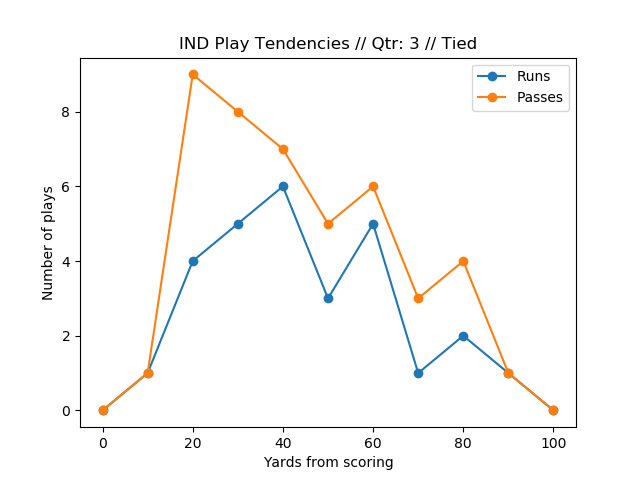 IND Play Tendencies // Qtr: 3 // Tied
Runs
Passes
Number of plays
8
6
4
2
0
0 20 40 60 80 100
Yards from scoring